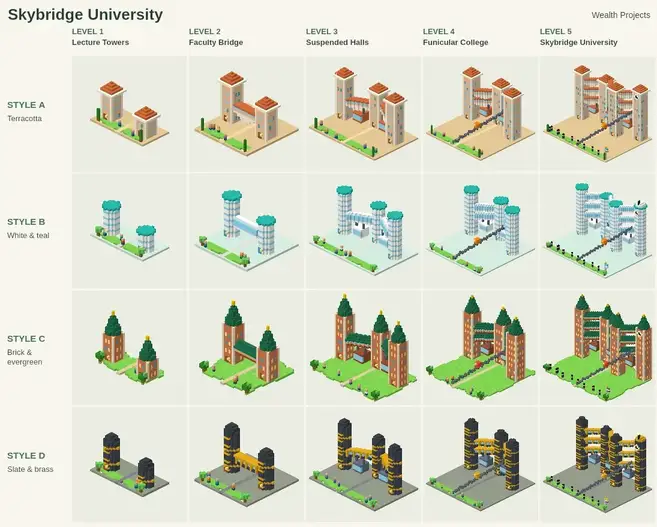 Skybridge University
Wealth Projects
LEVEL 1
Lecture Towers
LEVEL 2
Faculty Bridge
LEVEL 3
Suspended Halls
LEVEL 4
Funicular College
LEVEL 5
Skybridge University
STYLE A
Terracotta
STYLE B
White & teal
STYLE C
Brick &
evergreen
STYLE D
Slate & brass